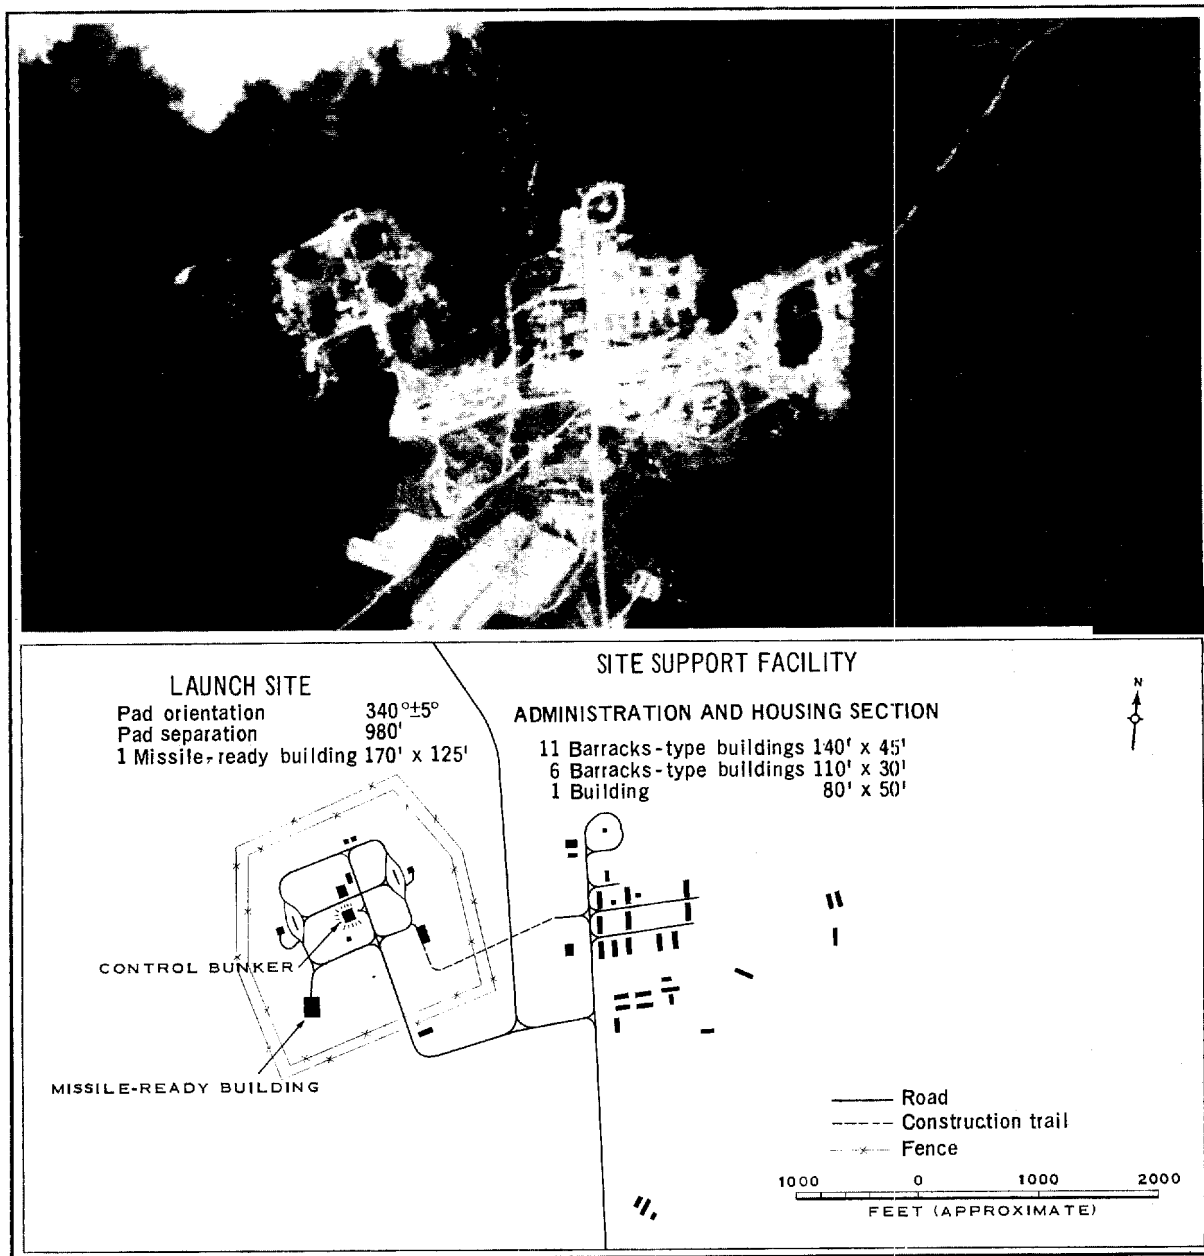 LAUNCH SITE
Pad orientation 340°±5°
Pad separation 980'
1 Missile-ready building 170' x 125'
SITE SUPPORT FACILITY
ADMINISTRATION AND HOUSING SECTION
11 Barracks-type buildings 140' x 45'
6 Barracks-type buildings 110' x 30'
1 Building 80' x 50'
N
CONTROL BUNKER
MISSILE-READY BUILDING
Road
Construction trail
Fence
1000 0 1000 2000
FEET (APPROXIMATE)